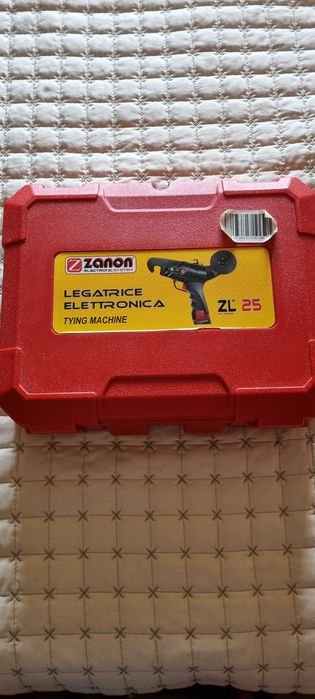 Zanon
ELECTRONIC SYSTEM
LEGATRICE
ELETTRONICA
TYING MACHINE
ZL 25